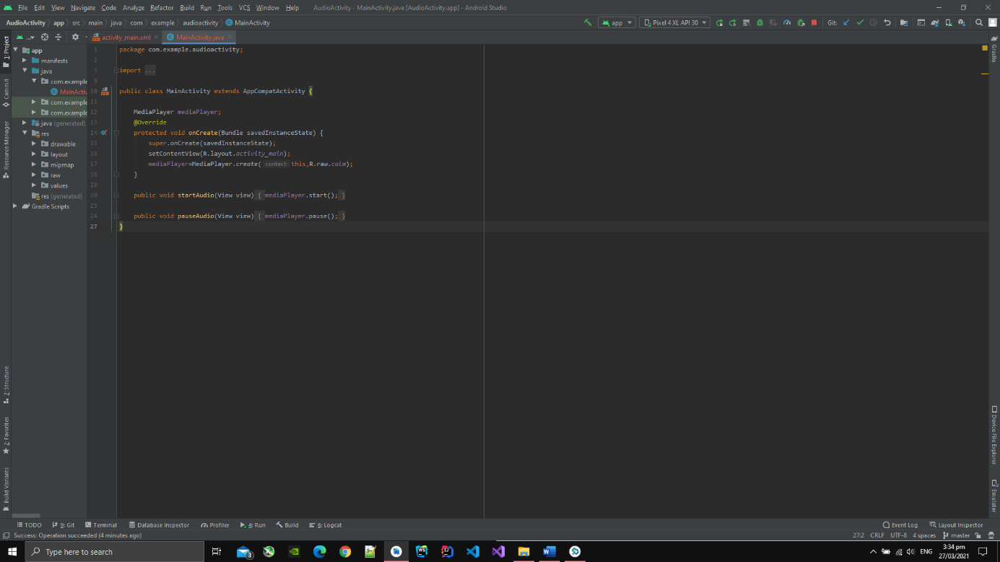 File Edit View Navigate Code Analyze Refactor Build Run Tools VCS Window Help AudioActivity - MainActivity.java [AudioActivity.app] - Android Studio
AudioActivity app src main java com example audioactivity MainActivity
app Pixel 4 XL API 30 Git:
... activity_main.xml MainActivity.java
1: Project
Commit
Resource Manager
app
manifests
java
com.example
MainActiv
com.example
com.example
java (generated)
res
drawable
layout
mipmap
raw
values
res (generated)
Gradle Scripts
1 package com.example.audioactivity;
2
3 import ...
9
10 public class MainActivity extends AppCompatActivity {
11
12 MediaPlayer mediaPlayer;
13 @Override
14 protected void onCreate(Bundle savedInstanceState) {
15 super.onCreate(savedInstanceState);
16 setContentView(R.layout.activity_main);
17 mediaPlayer=MediaPlayer.create( context: this,R.raw.calm);
18 }
19
20 public void startAudio(View view) { mediaPlayer.start(); }
23
24 public void pauseAudio(View view) { mediaPlayer.pause(); }
27 }
Gradle
Device File Explorer
Emulator
7: Structure
2: Favorites
Build Variants
TODO 9: Git Terminal Database Inspector Profiler 4: Run Build 6: Logcat Event Log Layout Inspector
Success: Operation succeeded (4 minutes ago) 27:2 CRLF UTF-8 4 spaces master
Type here to search 3 ENG 3:34 pm
27/03/2021